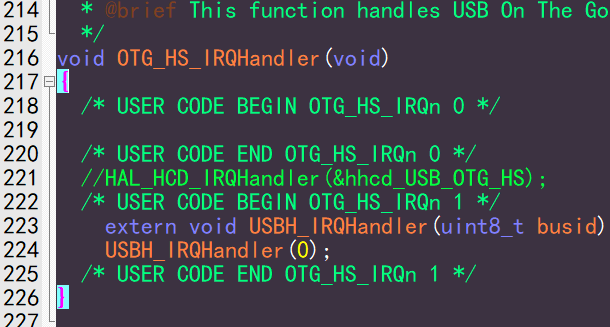 214 * @brief This function handles USB On The Go
215 */
216 void OTG_HS_IRQHandler(void)
217 {
218 /* USER CODE BEGIN OTG_HS_IRQn 0 */
219
220 /* USER CODE END OTG_HS_IRQn 0 */
221 //HAL_HCD_IRQHandler(&hhcd_USB_OTG_HS);
222 /* USER CODE BEGIN OTG_HS_IRQn 1 */
223 extern void USBH_IRQHandler(uint8_t busid)
224 USBH_IRQHandler(0);
225 /* USER CODE END OTG_HS_IRQn 1 */
226 }
227